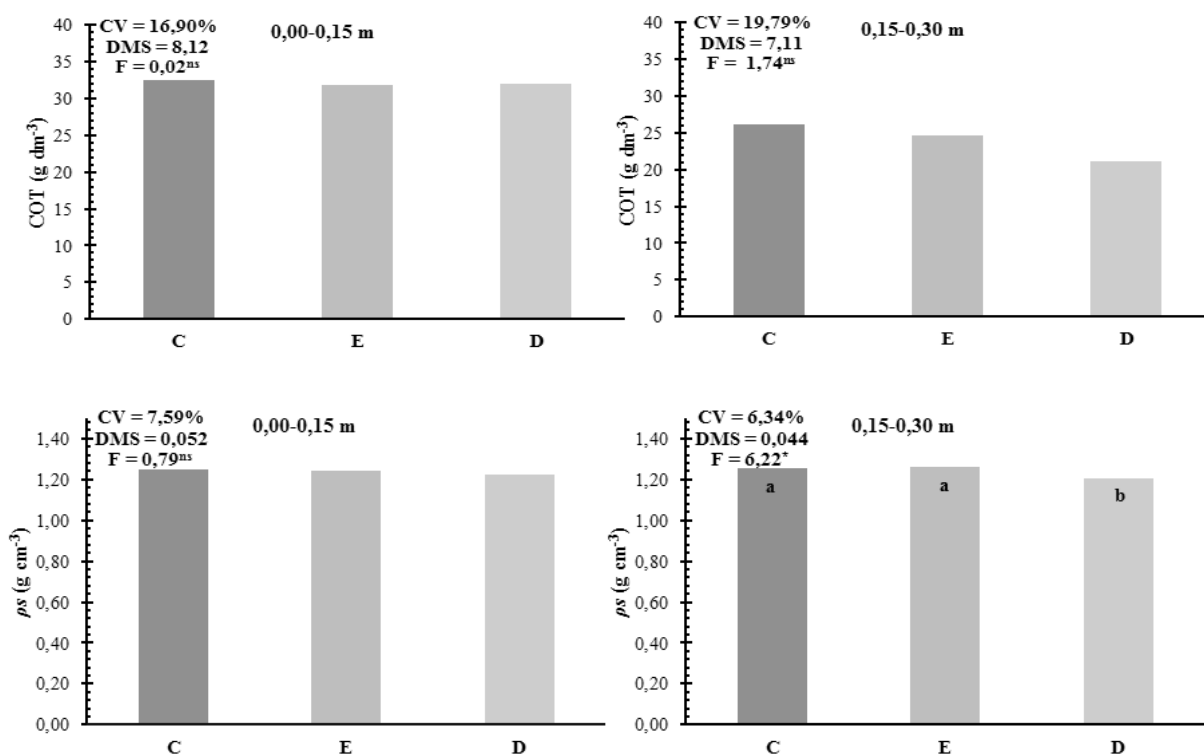 CV = 16,90%
DMS = 8,12
F = 0,02ns
0,00-0,15 m
COT (g dm-3)
40
35
30
25
20
15
10
5
0
C E D
CV = 19,79%
DMS = 7,11
F = 1,74ns
0,15-0,30 m
COT (g dm-3)
40
35
30
25
20
15
10
5
0
C E D
CV = 7,59%
DMS = 0,052
F = 0,79ns
0,00-0,15 m
ρs (g cm-3)
1,40
1,20
1,00
0,80
0,60
0,40
0,20
0,00
C E D
CV = 6,34%
DMS = 0,044
F = 6,22*
0,15-0,30 m
ρs (g cm-3)
1,40
1,20
1,00
0,80
0,60
0,40
0,20
0,00
a a b
C E D